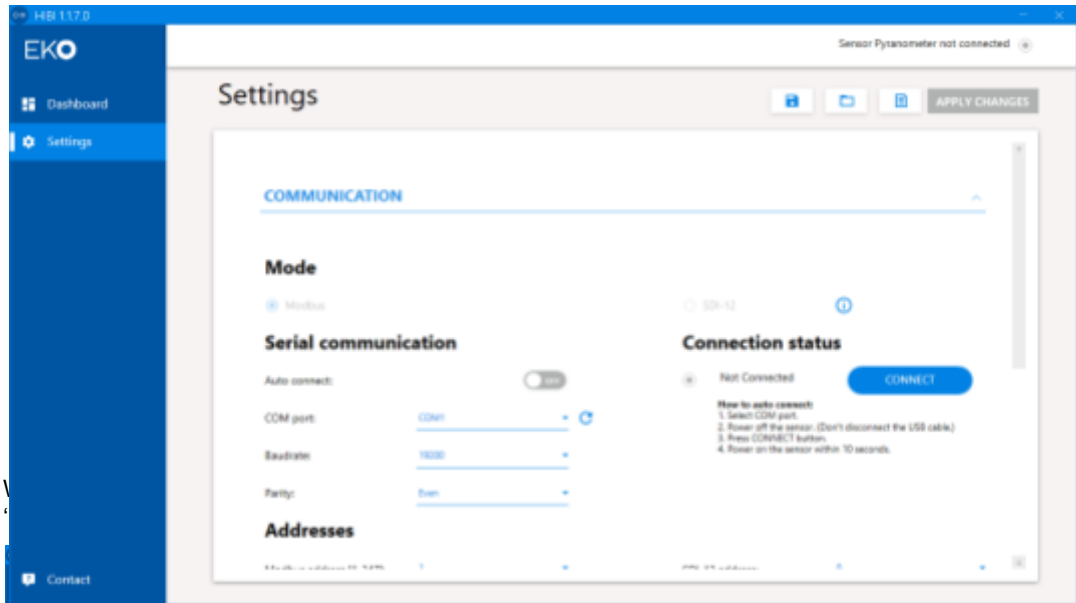 HIBI 1.1.7.0
EKO
Sensor Pyranometer not connected
Dashboard
Settings
Settings
APPLY CHANGES
COMMUNICATION
Mode
Modbus
SDI-12
Serial communication
Connection status
Auto connect:
OFF
Not Connected
CONNECT
How to auto connect:
1. Select COM port.
2. Power off the sensor. (Don't disconnect the USB cable.)
3. Press CONNECT button.
4. Power on the sensor within 10 seconds.
COM port:
COM1
Baudrate:
19200
Parity:
Even
Addresses
Contact